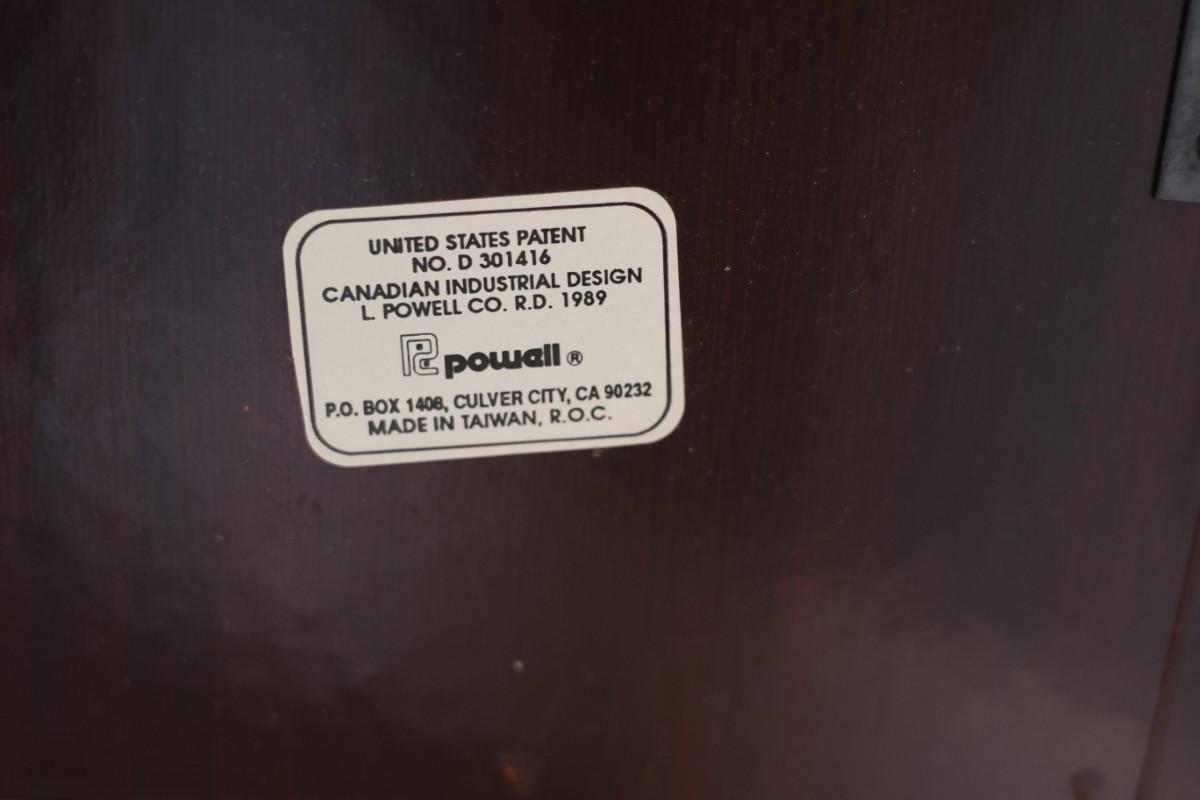 UNITED STATES PATENT
NO. D 301416
CANADIAN INDUSTRIAL DESIGN
L. POWELL CO. R.D. 1989
powell ®
P.O. BOX 1408, CULVER CITY, CA 90232
MADE IN TAIWAN, R.O.C.